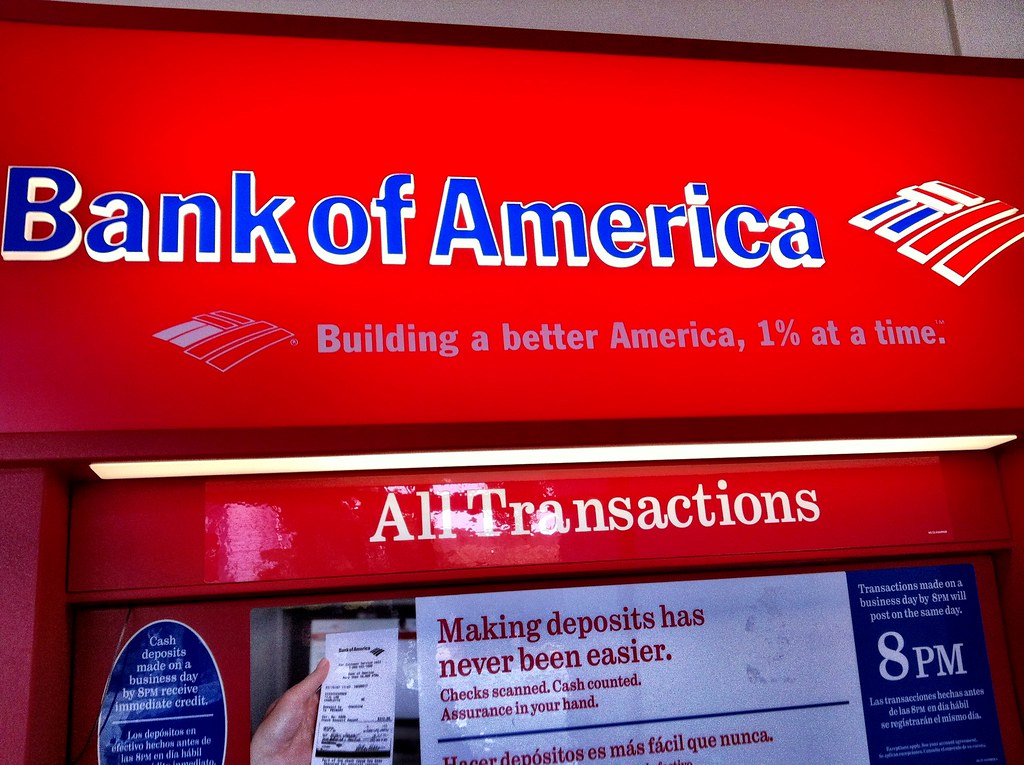 Bank of America
Building a better America, 1% at a time.™
All Transactions
Cash
deposits
made on a
business day
by 8PM receive
immediate credit.
Los depósitos en
efectivo hechos antes de
las 8PM en día hábil
Bank of America
Making deposits has
never been easier.
Checks scanned. Cash counted.
Assurance in your hand.
Hacer depósitos es más fácil que nunca.
Transactions made on a
business day by 8PM will
post on the same day.
8PM
Las transacciones hechas antes
de las 8PM en día hábil
se registrarán el mismo día.